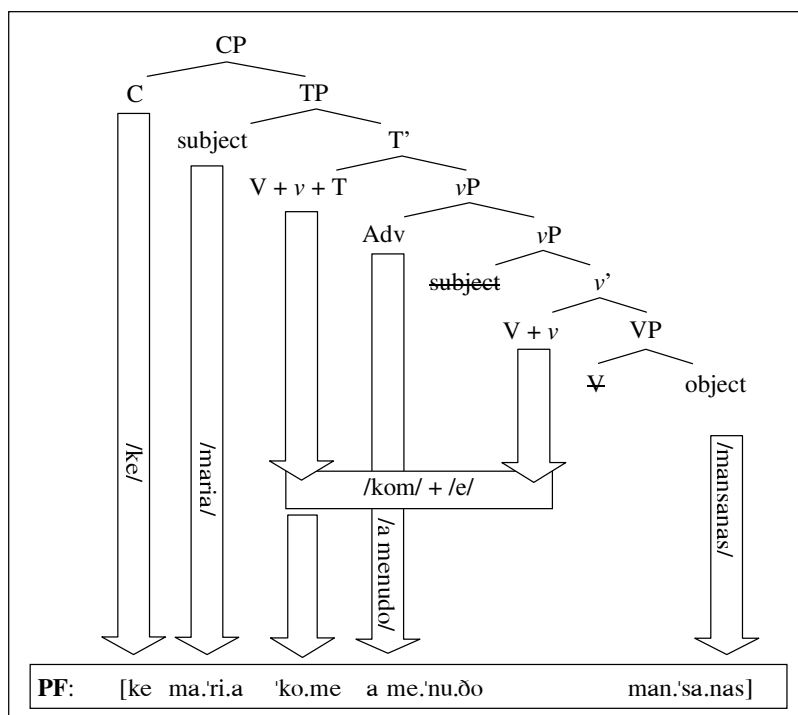 CP
C TP
subject T’
V + v + T vP
Adv vP
subject v’
V + v VP
V object
/ke/ /maria/ /kom/ + /e/ /a menudo/ /mansanas/
PF: [ke ma.ˈri.a ˈko.me a me.ˈnu.ðo man.ˈsa.nas]